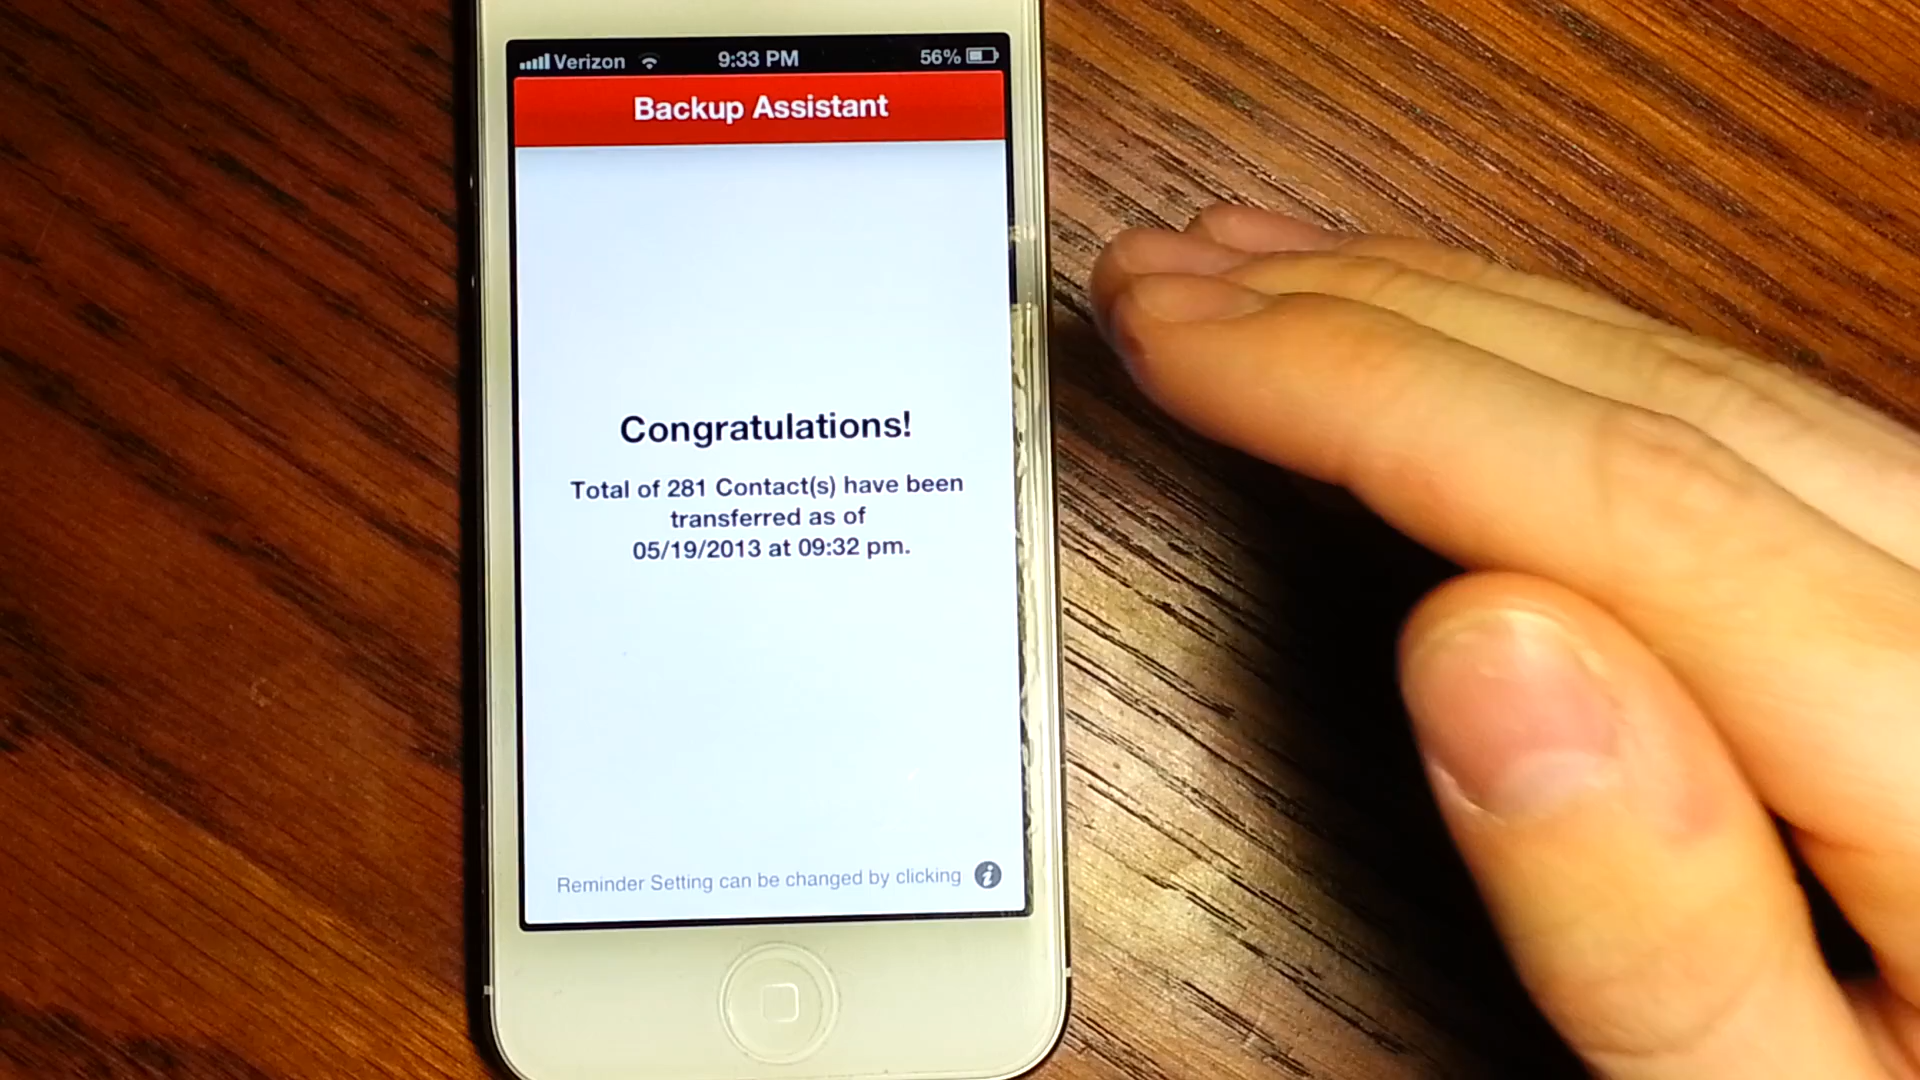 Verizon 9:33 PM 56%
Backup Assistant
Congratulations!
Total of 281 Contact(s) have been
transferred as of
05/19/2013 at 09:32 pm.
Reminder Setting can be changed by clicking i